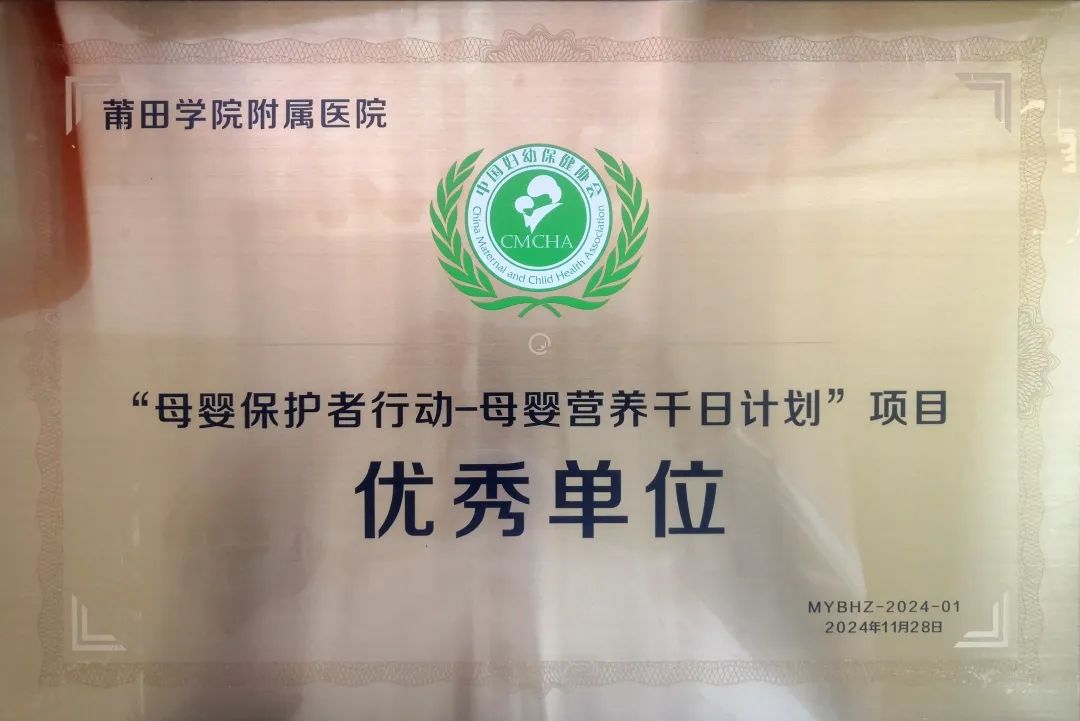 莆田学院附属医院
中国妇幼保健协会
CMCHA
China Maternal and Child Health Association
“母婴保护者行动–母婴营养千日计划”项目
优秀单位
MYBHZ-2024-01
2024年11月28日